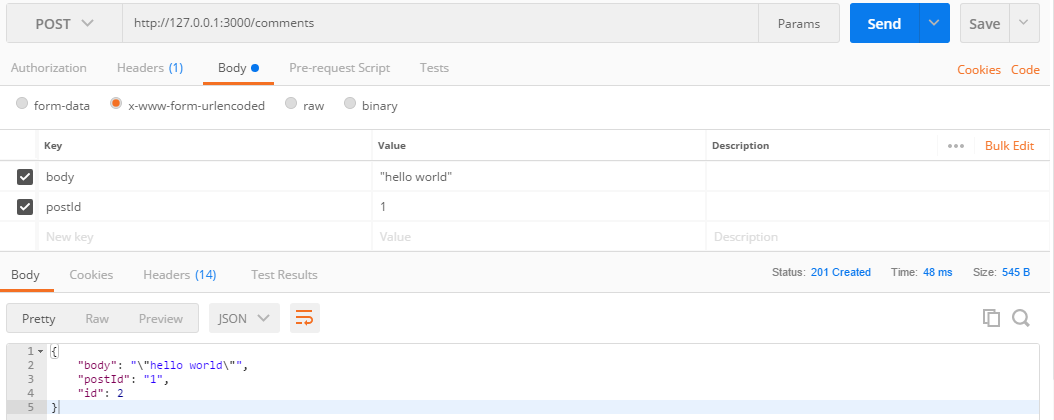 POST http://127.0.0.1:3000/comments Params Send Save
Authorization Headers (1) Body Pre-request Script Tests Cookies Code
form-data x-www-form-urlencoded raw binary
Key Value Description ••• Bulk Edit
body "hello world"
postId 1
New key Value Description
Body Cookies Headers (14) Test Results Status: 201 Created Time: 48 ms Size: 545 B
Pretty Raw Preview JSON
1 {
2 "body": "\"hello world\"",
3 "postId": "1",
4 "id": 2
5 }